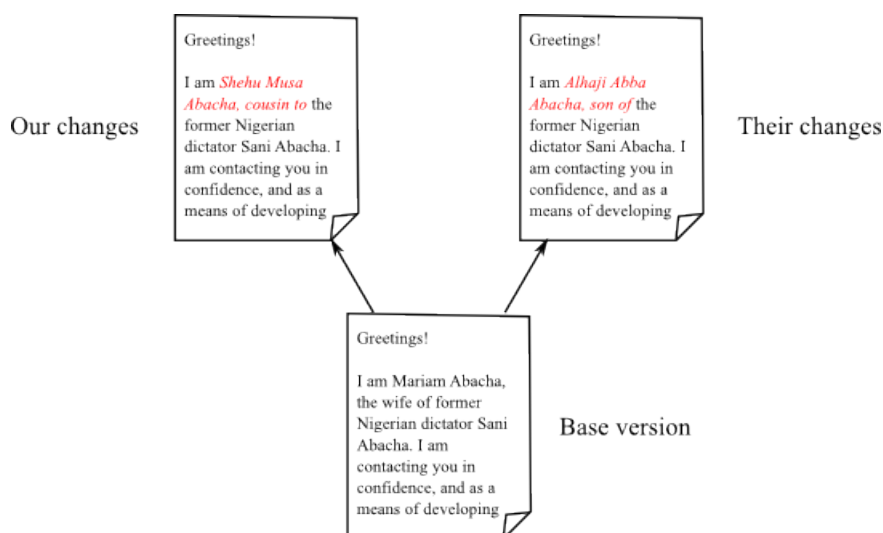 Greetings!
I am Shehu Musa
Abacha, cousin to the
former Nigerian
dictator Sani Abacha. I
am contacting you in
confidence, and as a
means of developing
Our changes
Greetings!
I am Alhaji Abba
Abacha, son of the
former Nigerian
dictator Sani Abacha. I
am contacting you in
confidence, and as a
means of developing
Their changes
Greetings!
I am Mariam Abacha,
the wife of former
Nigerian dictator Sani
Abacha. I am
contacting you in
confidence, and as a
means of developing
Base version